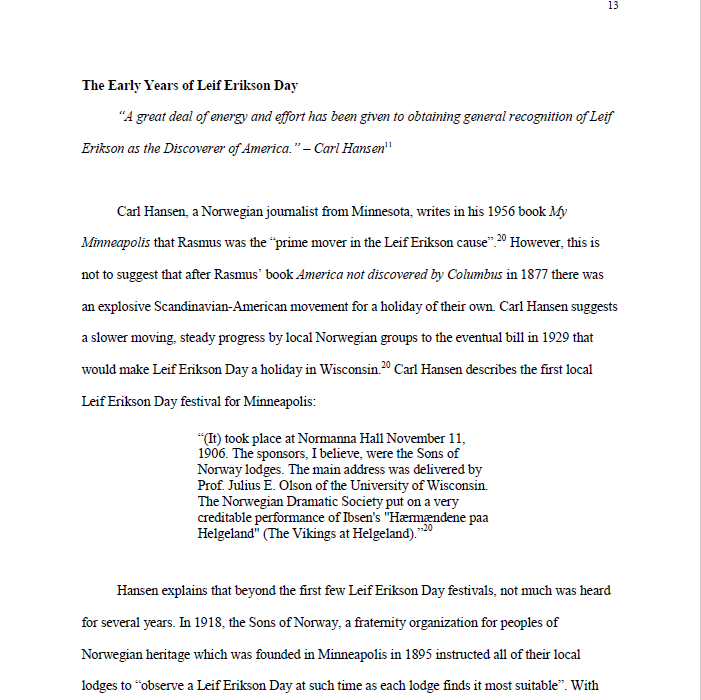 13
The Early Years of Leif Erikson Day
“A great deal of energy and effort has been given to obtaining general recognition of Leif
Erikson as the Discoverer of America.” – Carl Hansen11
Carl Hansen, a Norwegian journalist from Minnesota, writes in his 1956 book My
Minneapolis that Rasmus was the “prime mover in the Leif Erikson cause”.20 However, this is
not to suggest that after Rasmus’ book America not discovered by Columbus in 1877 there was
an explosive Scandinavian-American movement for a holiday of their own. Carl Hansen suggests
a slower moving, steady progress by local Norwegian groups to the eventual bill in 1929 that
would make Leif Erikson Day a holiday in Wisconsin.20 Carl Hansen describes the first local
Leif Erikson Day festival for Minneapolis:
“(It) took place at Normanna Hall November 11,
1906. The sponsors, I believe, were the Sons of
Norway lodges. The main address was delivered by
Prof. Julius E. Olson of the University of Wisconsin.
The Norwegian Dramatic Society put on a very
creditable performance of Ibsen's "Hærmændene paa
Helgeland" (The Vikings at Helgeland).”20
Hansen explains that beyond the first few Leif Erikson Day festivals, not much was heard
for several years. In 1918, the Sons of Norway, a fraternity organization for peoples of
Norwegian heritage which was founded in Minneapolis in 1895 instructed all of their local
lodges to “observe a Leif Erikson Day at such time as each lodge finds it most suitable”. With